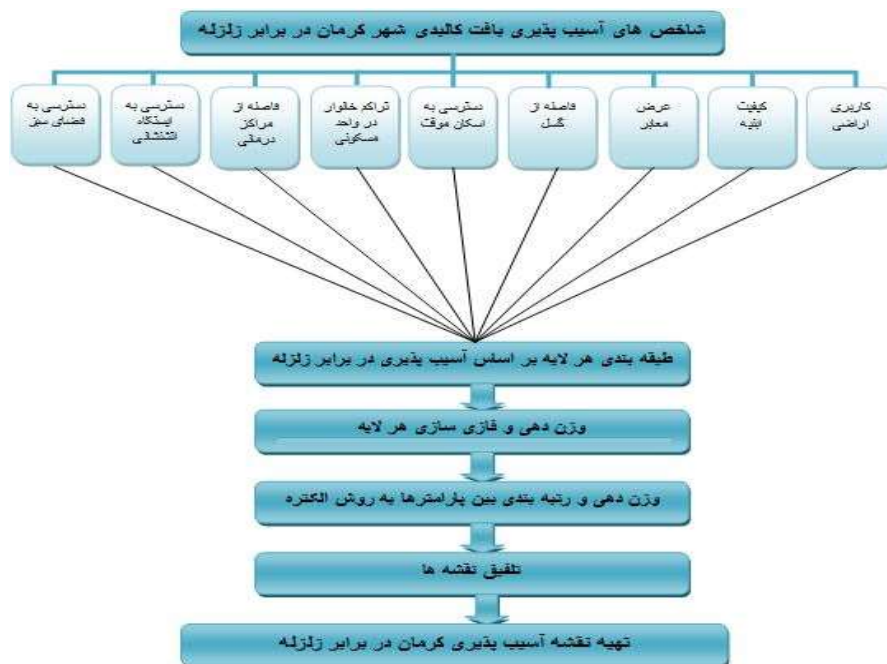 شاخص های آسیب پذیری بافت کالبدی شهر کرمان در برابر زلزله
کاربری
اراضی
کیفیت
ابنیه
عرض
معابر
فاصله از
گسل
دسترسی به
اسکان موقت
تراکم خانوار
در واحد
مسکونی
فاصله از
مراکز
درمانی
دسترسی به
ایستگاه
آتشنشانی
دسترسی به
فضای سبز
طبقه بندی هر لایه بر اساس آسیب پذیری در برابر زلزله
وزن دهی و فازی سازی هر لایه
وزن دهی و رتبه بندی بین پارامترها به روش الکتره
تلفیق نقشه ها
تهیه نقشه آسیب پذیری کرمان در برابر زلزله